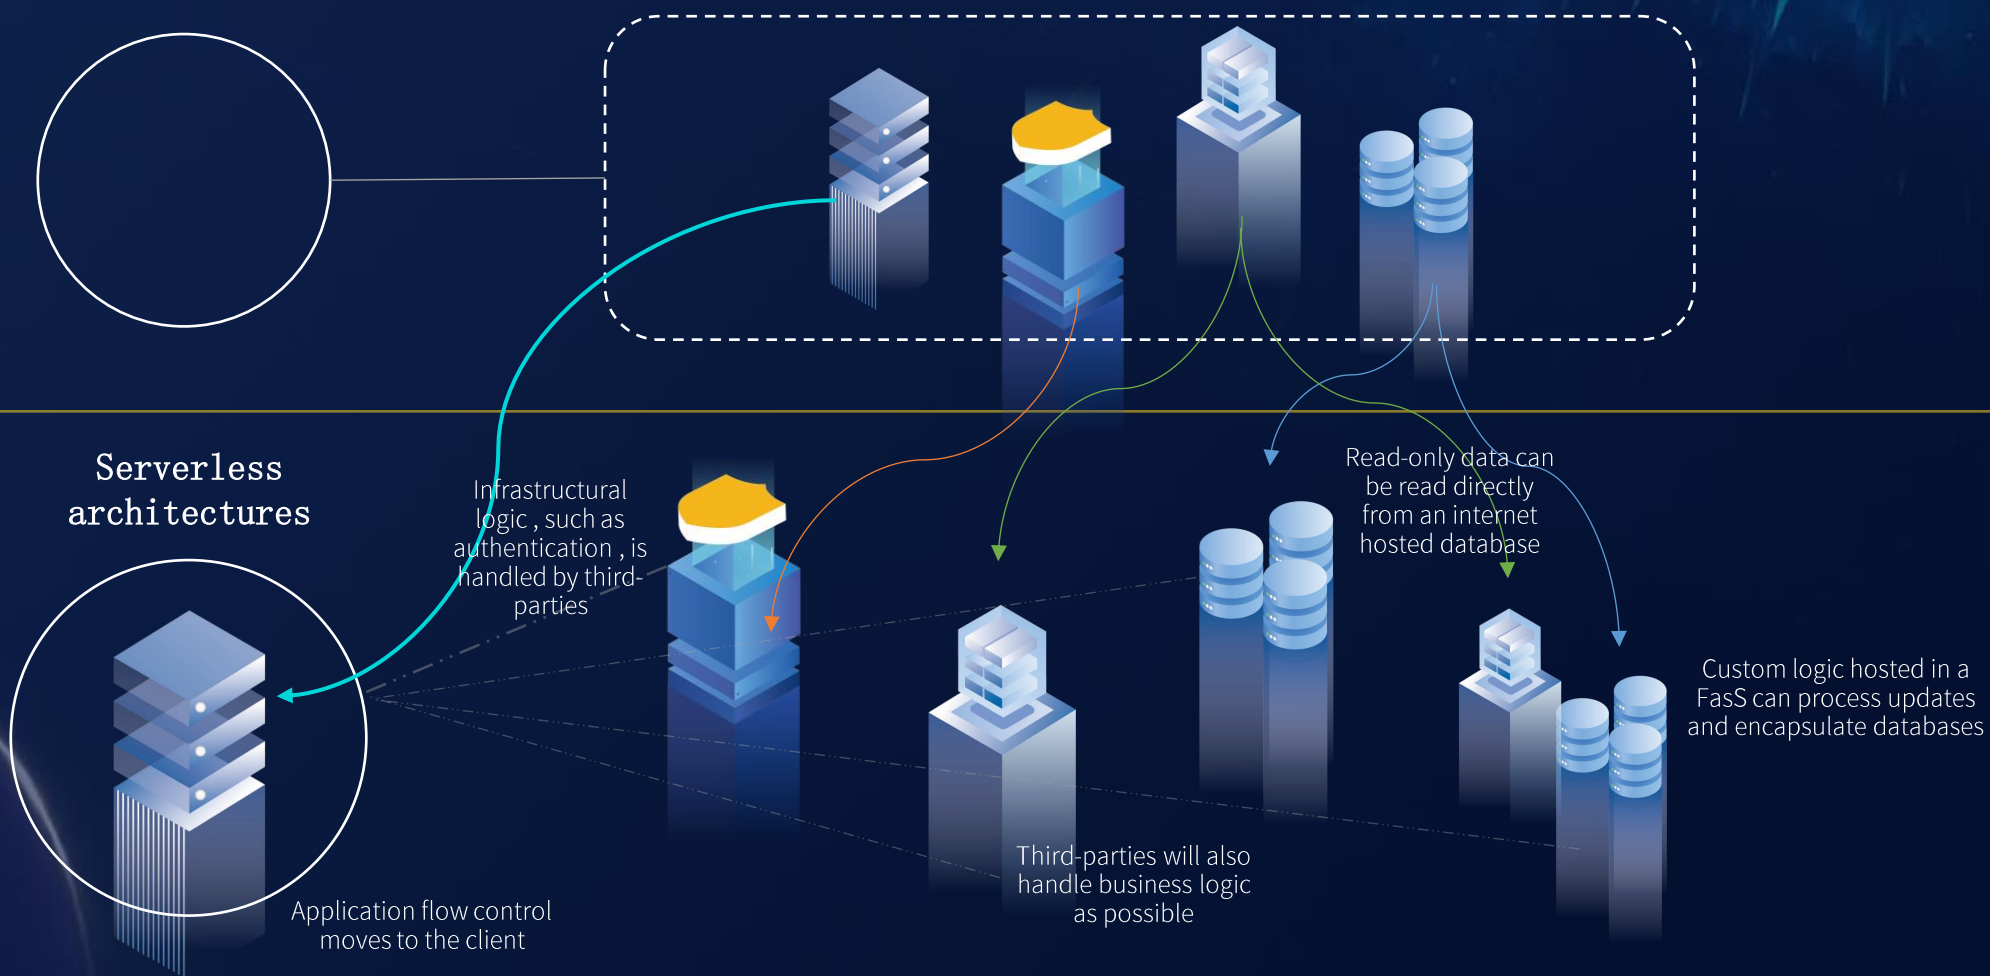 Serverless
architectures
Infrastructural
logic , such as
authentication , is
handled by third-
parties
Read-only data can
be read directly
from an internet
hosted database
Custom logic hosted in a
FasS can process updates
and encapsulate databases
Third-parties will also
handle business logic
as possible
Application flow control
moves to the client